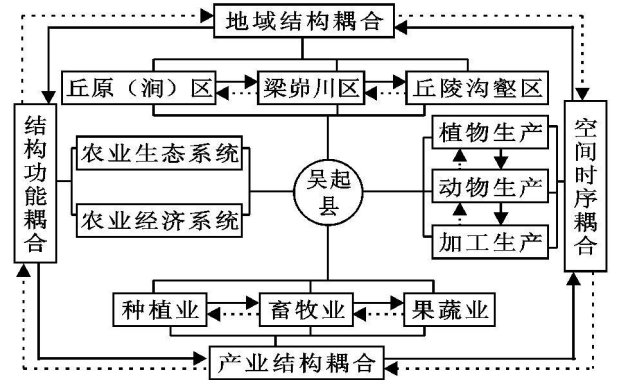 地域结构耦合
丘原（涧）区
梁峁川区
丘陵沟壑区
结构功能耦合
农业生态系统
农业经济系统
吴起县
植物生产
动物生产
加工生产
空间时序耦合
种植业
畜牧业
果蔬业
产业结构耦合